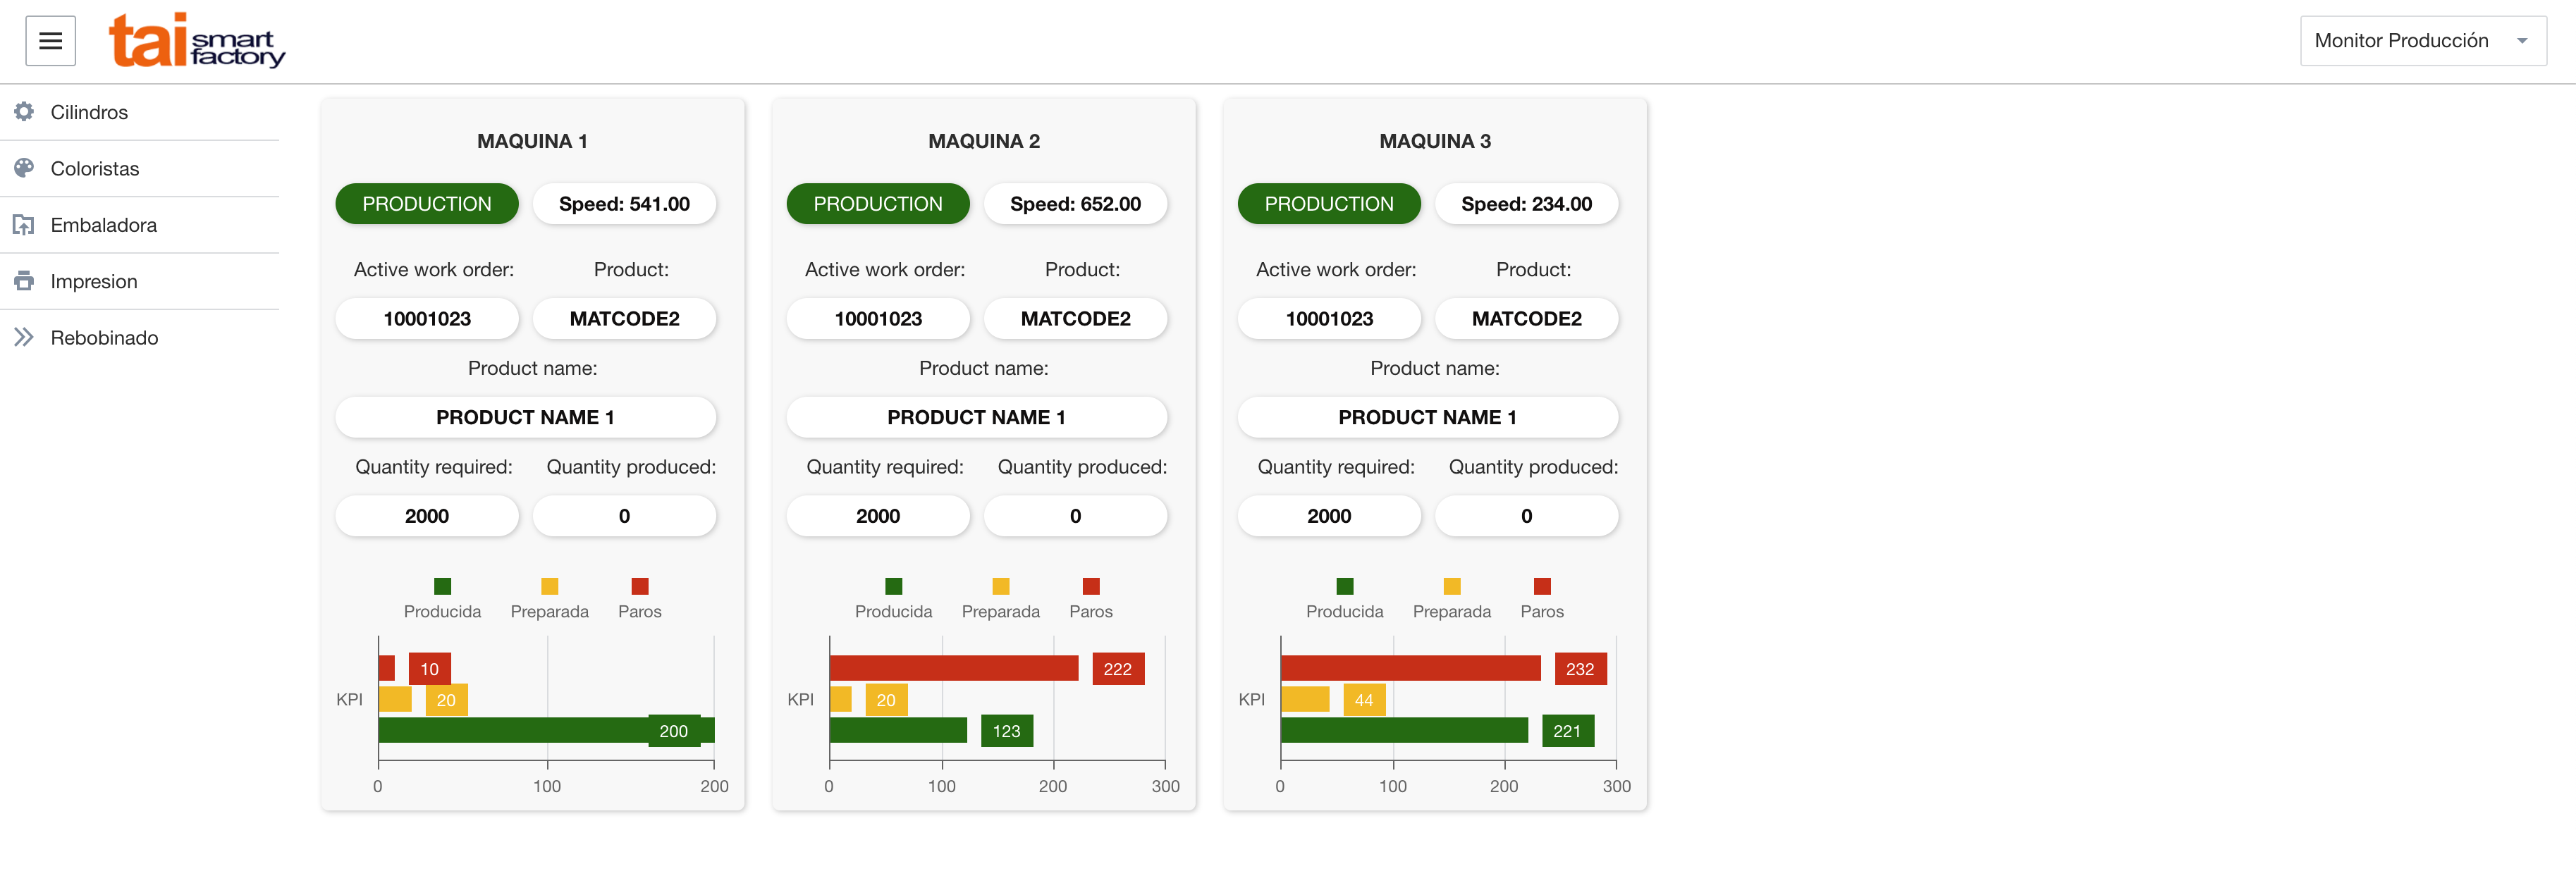 tai smart factory
Monitor Producción
Cilindros
Coloristas
Embaladora
Impresion
Rebobinado
MAQUINA 1
PRODUCTION Speed: 541.00
Active work order: Product:
10001023 MATCODE2
Product name:
PRODUCT NAME 1
Quantity required: Quantity produced:
2000 0
Producida Preparada Paros
10
KPI 20
200
0 100 200
MAQUINA 2
PRODUCTION Speed: 652.00
Active work order: Product:
10001023 MATCODE2
Product name:
PRODUCT NAME 1
Quantity required: Quantity produced:
2000 0
Producida Preparada Paros
222
KPI 20
123
0 100 200 300
MAQUINA 3
PRODUCTION Speed: 234.00
Active work order: Product:
10001023 MATCODE2
Product name:
PRODUCT NAME 1
Quantity required: Quantity produced:
2000 0
Producida Preparada Paros
232
KPI 44
221
0 100 200 300